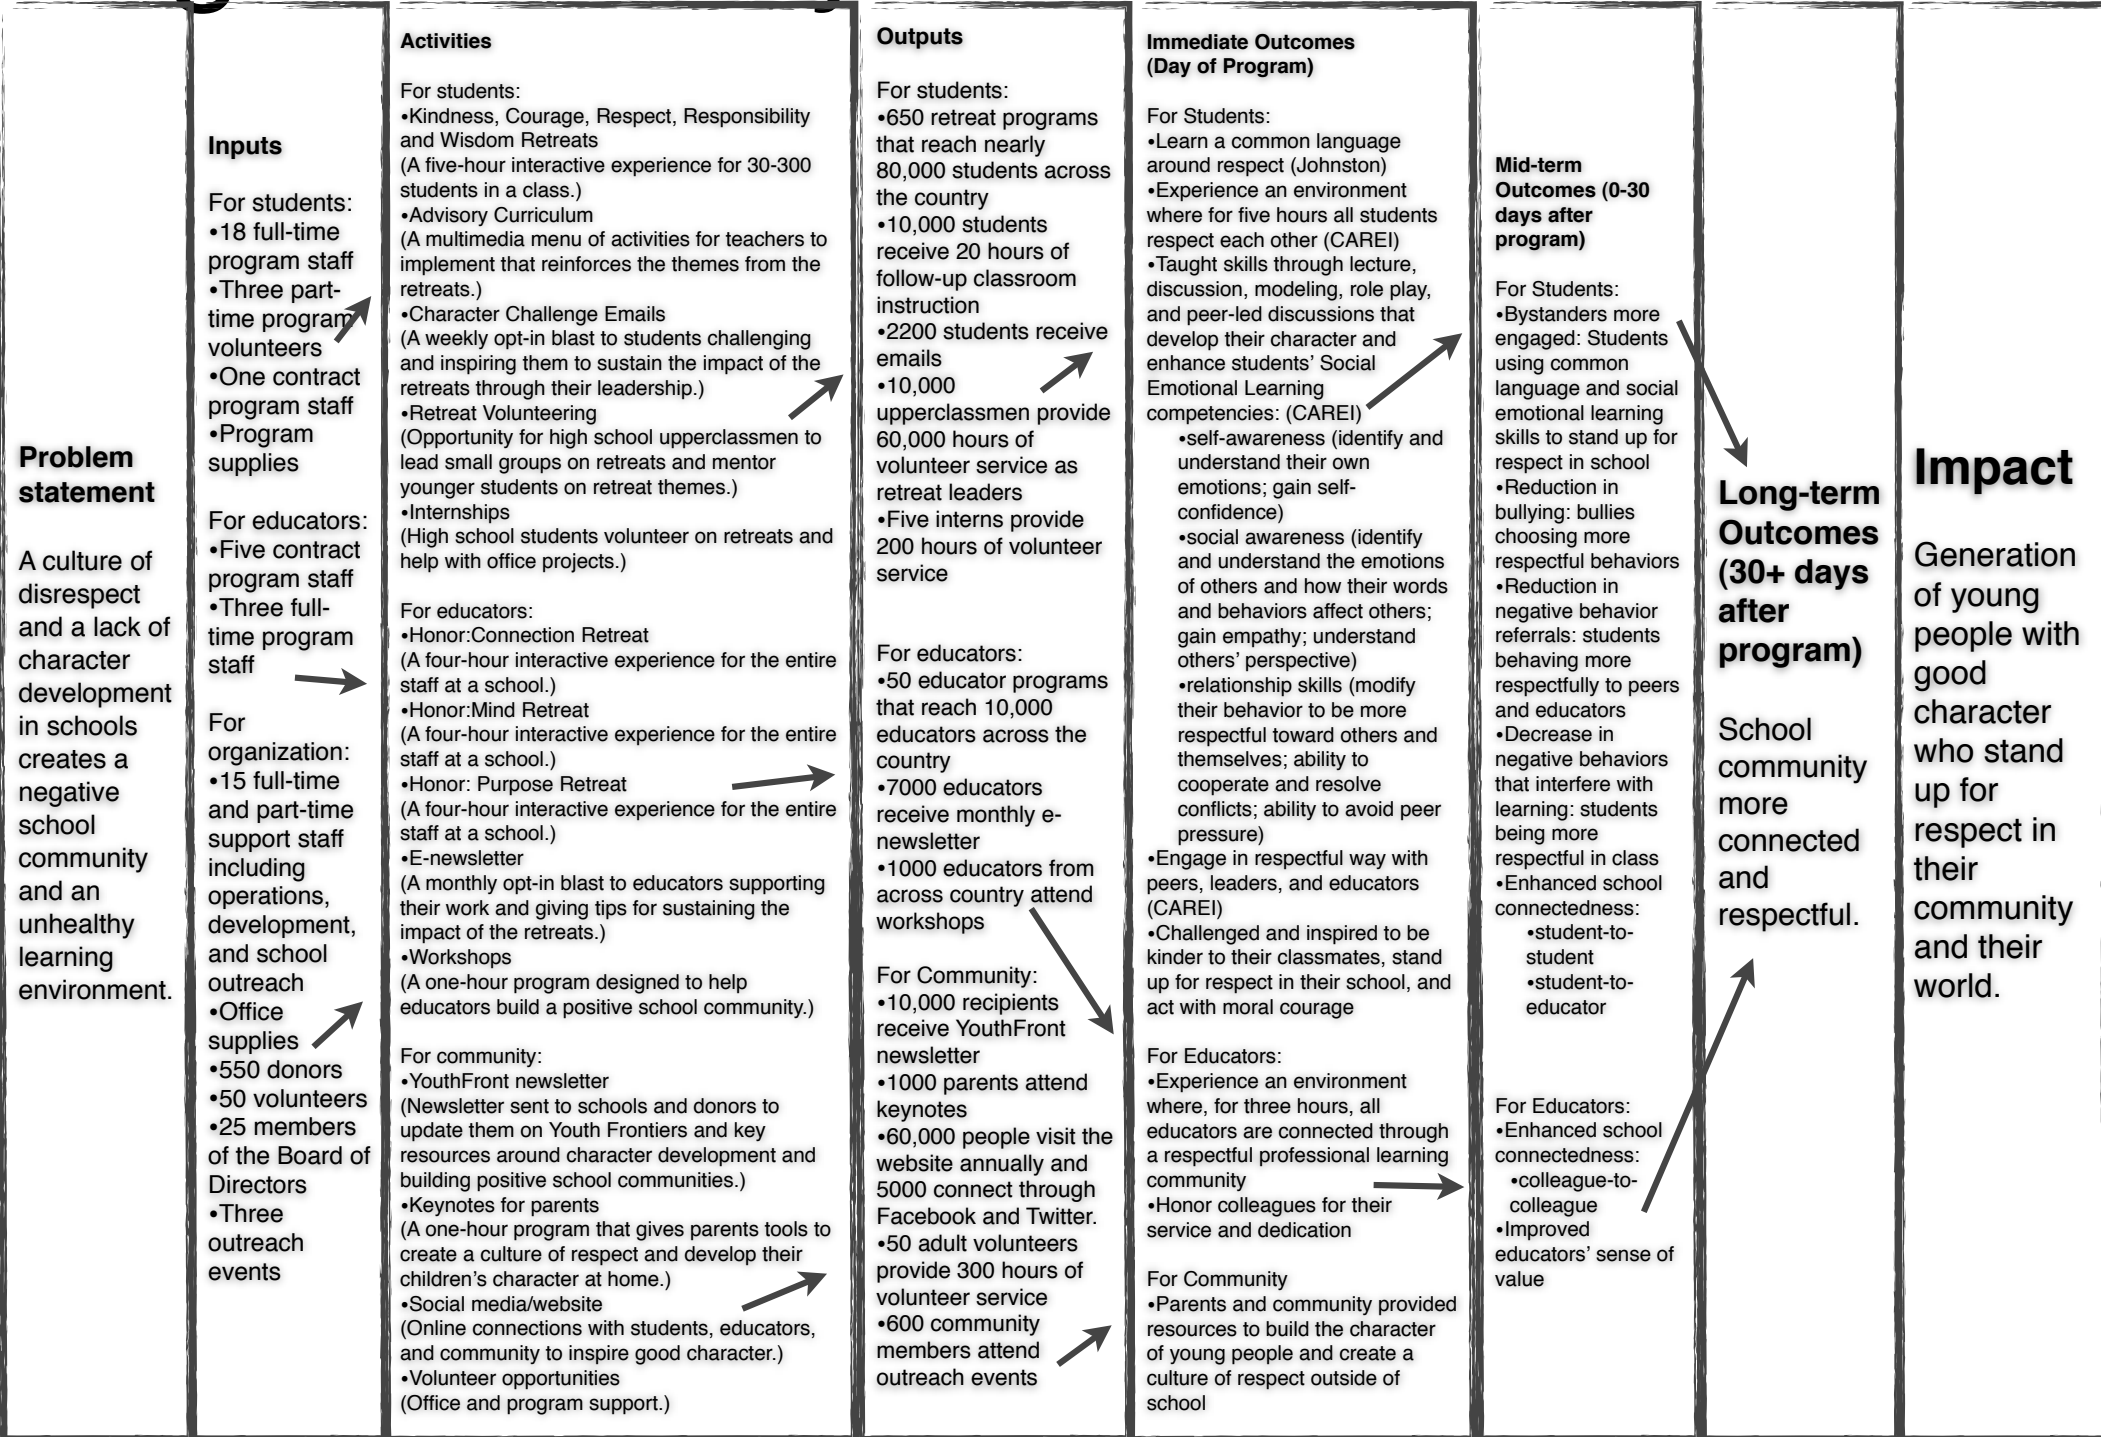 Problem
statement
A culture of
disrespect
and a lack of
character
development
in schools
creates a
negative
school
community
and an
unhealthy
learning
environment.
Inputs
For students:
•18 full-time
program staff
•Three part-
time program
volunteers
•One contract
program staff
•Program
supplies
For educators:
•Five contract
program staff
•Three full-
time program
staff
For
organization:
•15 full-time
and part-time
support staff
including
operations,
development,
and school
outreach
•Office
supplies
•550 donors
•50 volunteers
•25 members
of the Board of
Directors
•Three
outreach
events
Activities
For students:
•Kindness, Courage, Respect, Responsibility
and Wisdom Retreats
(A five-hour interactive experience for 30-300
students in a class.)
•Advisory Curriculum
(A multimedia menu of activities for teachers to
implement that reinforces the themes from the
retreats.)
•Character Challenge Emails
(A weekly opt-in blast to students challenging
and inspiring them to sustain the impact of the
retreats through their leadership.)
•Retreat Volunteering
(Opportunity for high school upperclassmen to
lead small groups on retreats and mentor
younger students on retreat themes.)
•Internships
(High school students volunteer on retreats and
help with office projects.)
For educators:
•Honor:Connection Retreat
(A four-hour interactive experience for the entire
staff at a school.)
•Honor:Mind Retreat
(A four-hour interactive experience for the entire
staff at a school.)
•Honor: Purpose Retreat
(A four-hour interactive experience for the entire
staff at a school.)
•E-newsletter
(A monthly opt-in blast to educators supporting
their work and giving tips for sustaining the
impact of the retreats.)
•Workshops
(A one-hour program designed to help
educators build a positive school community.)
For community:
•YouthFront newsletter
(Newsletter sent to schools and donors to
update them on Youth Frontiers and key
resources around character development and
building positive school communities.)
•Keynotes for parents
(A one-hour program that gives parents tools to
create a culture of respect and develop their
children's character at home.)
•Social media/website
(Online connections with students, educators,
and community to inspire good character.)
•Volunteer opportunities
(Office and program support.)
Outputs
For students:
•650 retreat programs
that reach nearly
80,000 students across
the country
•10,000 students
receive 20 hours of
follow-up classroom
instruction
•2200 students receive
emails
•10,000
upperclassmen provide
60,000 hours of
volunteer service as
retreat leaders
•Five interns provide
200 hours of volunteer
service
For educators:
•50 educator programs
that reach 10,000
educators across the
country
•7000 educators
receive monthly e-
newsletter
•1000 educators from
across country attend
workshops
For Community:
•10,000 recipients
receive YouthFront
newsletter
•1000 parents attend
keynotes
•60,000 people visit the
website annually and
5000 connect through
Facebook and Twitter.
•50 adult volunteers
provide 300 hours of
volunteer service
•600 community
members attend
outreach events
Immediate Outcomes
(Day of Program)
For Students:
•Learn a common language
around respect (Johnston)
•Experience an environment
where for five hours all students
respect each other (CAREI)
•Taught skills through lecture,
discussion, modeling, role play,
and peer-led discussions that
develop their character and
enhance students' Social
Emotional Learning
competencies: (CAREI)
•self-awareness (identify and
understand their own
emotions; gain self-
confidence)
•social awareness (identify
and understand the emotions
of others and how their words
and behaviors affect others;
gain empathy; understand
others' perspective)
•relationship skills (modify
their behavior to be more
respectful toward others and
themselves; ability to
cooperate and resolve
conflicts; ability to avoid peer
pressure)
•Engage in respectful way with
peers, leaders, and educators
(CAREI)
•Challenged and inspired to be
kinder to their classmates, stand
up for respect in their school, and
act with moral courage
For Educators:
•Experience an environment
where, for three hours, all
educators are connected through
a respectful professional learning
community
•Honor colleagues for their
service and dedication
For Community
•Parents and community provided
resources to build the character
of young people and create a
culture of respect outside of
school
Mid-term
Outcomes (0-30
days after
program)
For Students:
•Bystanders more
engaged: Students
using common
language and social
emotional learning
skills to stand up for
respect in school
•Reduction in
bullying: bullies
choosing more
respectful behaviors
•Reduction in
negative behavior
referrals: students
behaving more
respectfully to peers
and educators
•Decrease in
negative behaviors
that interfere with
learning: students
being more
respectful in class
•Enhanced school
connectedness:
•student-to-
student
•student-to-
educator
For Educators:
•Enhanced school
connectedness:
•colleague-to-
colleague
•Improved
educators' sense of
value
Long-term
Outcomes
(30+ days
after
program)
School
community
more
connected
and
respectful.
Impact
Generation
of young
people with
good
character
who stand
up for
respect in
their
community
and their
world.